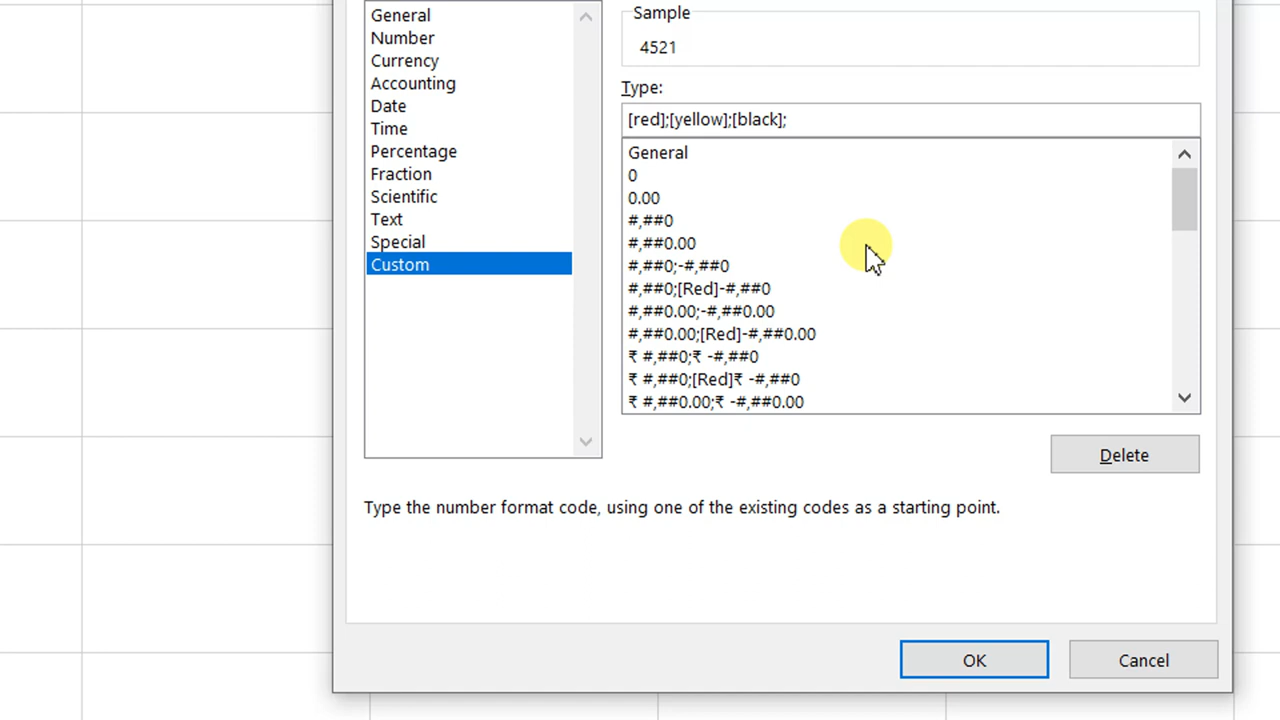 General
Number
Currency
Accounting
Date
Time
Percentage
Fraction
Scientific
Text
Special
Custom
Sample
4521
Type:
[red];[yellow];[black];
General
0
0.00
#,##0
#,##0.00
#,##0;-#,##0
#,##0;[Red]-#,##0
#,##0.00;-#,##0.00
#,##0.00;[Red]-#,##0.00
₹ #,##0;₹ -#,##0
₹ #,##0;[Red]₹ -#,##0
₹ #,##0.00;₹ -#,##0.00
Delete
Type the number format code, using one of the existing codes as a starting point.
OK
Cancel